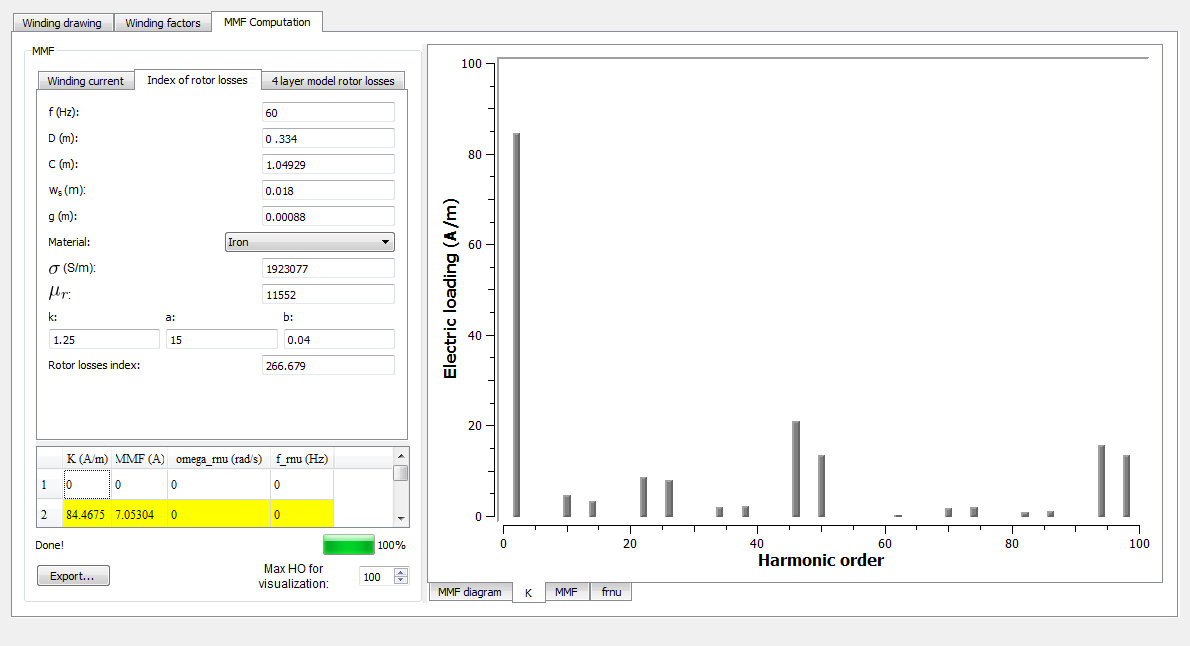 Winding drawing Winding factors MMF Computation
MMF
Winding current Index of rotor losses 4 layer model rotor losses
f (Hz): 60
D (m): 0 .334
C (m): 1.04929
ws (m): 0.018
g (m): 0.00088
Material: Iron
σ (S/m): 1923077
μr: 11552
k: a: b:
1.25 15 0.04
Rotor losses index: 266.679
K (A/m) MMF (A) omega_rnu (rad/s) f_rnu (Hz)
1 0 0 0 0
2 84.4675 7.05304 0 0
Done! 100%
Export... Max HO for
visualization: 100
Electric loading (A/m)
100
80
60
40
20
0
0 20 40 60 80 100
Harmonic order
MMF diagram K MMF frnu